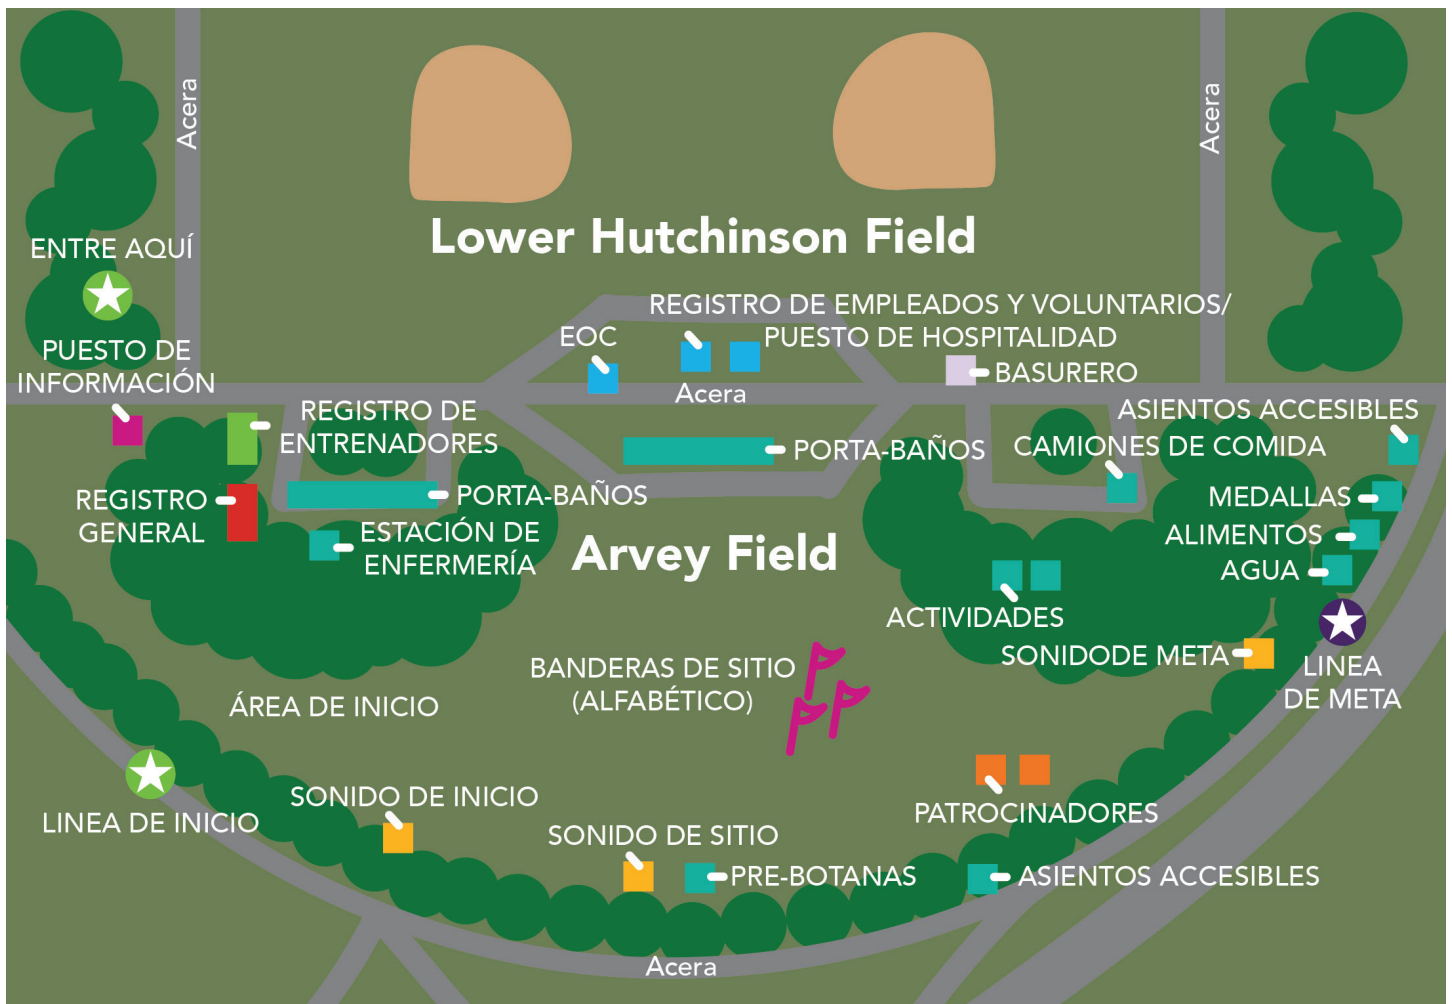 Acera
Acera
Lower Hutchinson Field
ENTRE AQUÍ
REGISTRO DE EMPLEADOS Y VOLUNTARIOS/
PUESTO DE HOSPITALIDAD
EOC
PUESTO DE
INFORMACIÓN
BASURERO
Acera
REGISTRO DE
ENTRENADORES
ASIENTOS ACCESIBLES
CAMIONES DE COMIDA
PORTA-BAÑOS
REGISTRO
GENERAL
PORTA-BAÑOS
MEDALLAS
ESTACIÓN DE
ENFERMERÍA
Arvey Field
ALIMENTOS
AGUA
ACTIVIDADES
SONIDODE META
LINEA
DE META
BANDERAS DE SITIO
(ALFABÉTICO)
ÁREA DE INICIO
LINEA DE INICIO
SONIDO DE INICIO
PATROCINADORES
SONIDO DE SITIO
PRE-BOTANAS
ASIENTOS ACCESIBLES
Acera